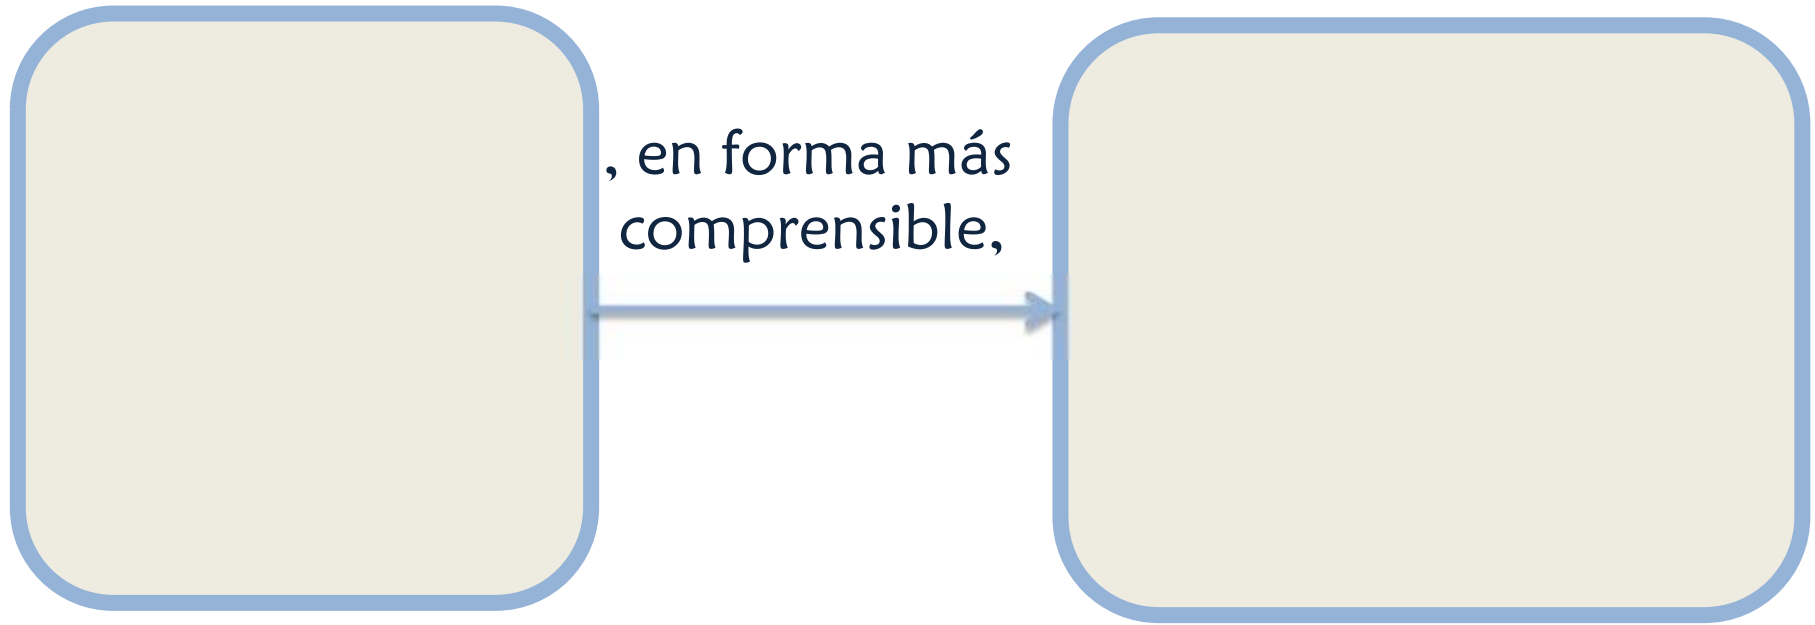 , en forma más
comprensible,